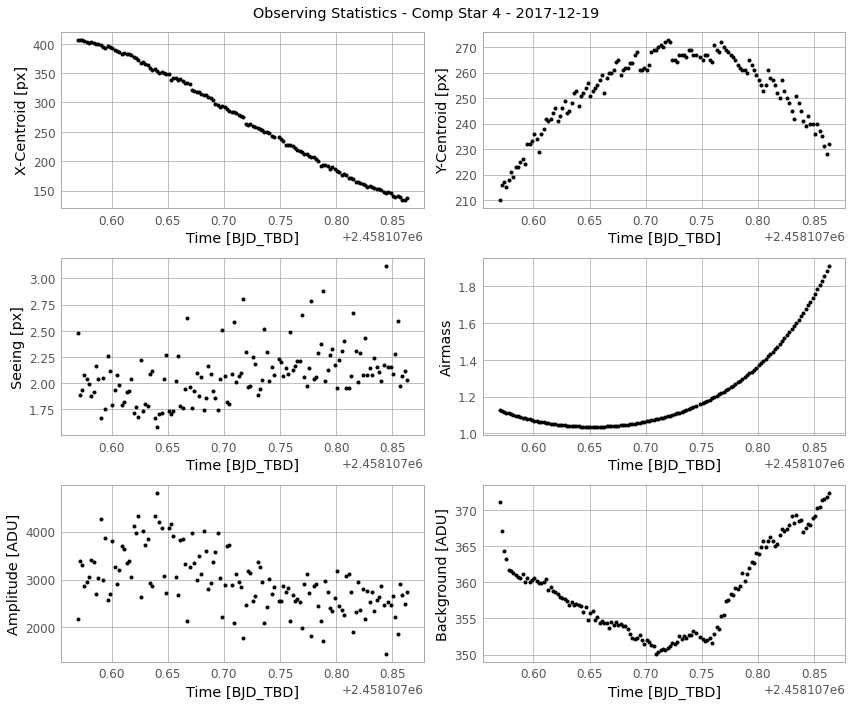 Observing Statistics - Comp Star 4 - 2017-12-19
X-Centroid [px]
400
350
300
250
200
150
0.60 0.65 0.70 0.75 0.80 0.85
Time [BJD_TBD]
+2.458107e6
Y-Centroid [px]
270
260
250
240
230
220
210
0.60 0.65 0.70 0.75 0.80 0.85
Time [BJD_TBD]
+2.458107e6
Seeing [px]
3.00
2.75
2.50
2.25
2.00
1.75
0.60 0.65 0.70 0.75 0.80 0.85
Time [BJD_TBD]
+2.458107e6
Airmass
1.8
1.6
1.4
1.2
1.0
0.60 0.65 0.70 0.75 0.80 0.85
Time [BJD_TBD]
+2.458107e6
Amplitude [ADU]
4000
3000
2000
0.60 0.65 0.70 0.75 0.80 0.85
Time [BJD_TBD]
+2.458107e6
Background [ADU]
370
365
360
355
350
0.60 0.65 0.70 0.75 0.80 0.85
Time [BJD_TBD]
+2.458107e6